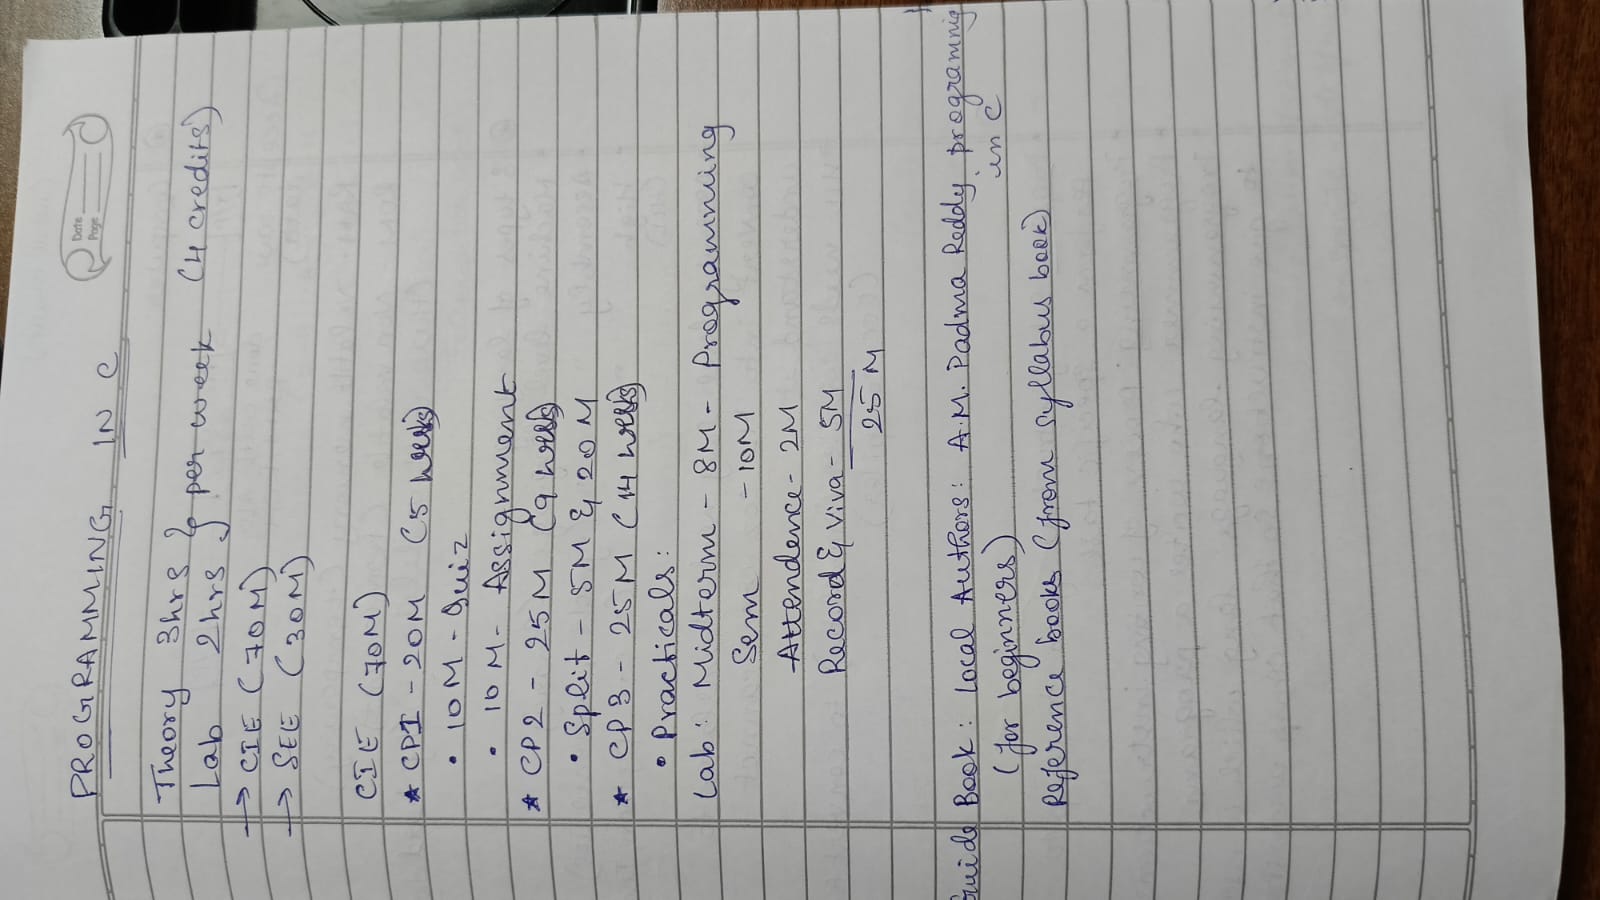 PROGRAMMING IN C
Date
Page
Theory 3hrs } per week (4 credits)
Lab 2hrs
→ CIE (70M)
→ SEE (30M)
CIE (70M)
★ CP1 - 20M (5 weeks)
• 10M - Quiz
• 10M - Assignment
★ CP2 - 25M (9 weeks)
• Split - 5M & 20M
★ CP3 - 25M (14 weeks)
• Practicals:
Lab: Midterm - 8M - Programming
Sem - 10M
Attendence - 2M
Record & Viva - 5M
25M
Guide Book: Local Authors: A.M. Padma Reddy programmig
in C
(for beginners)
Reference books (from syllabus book)